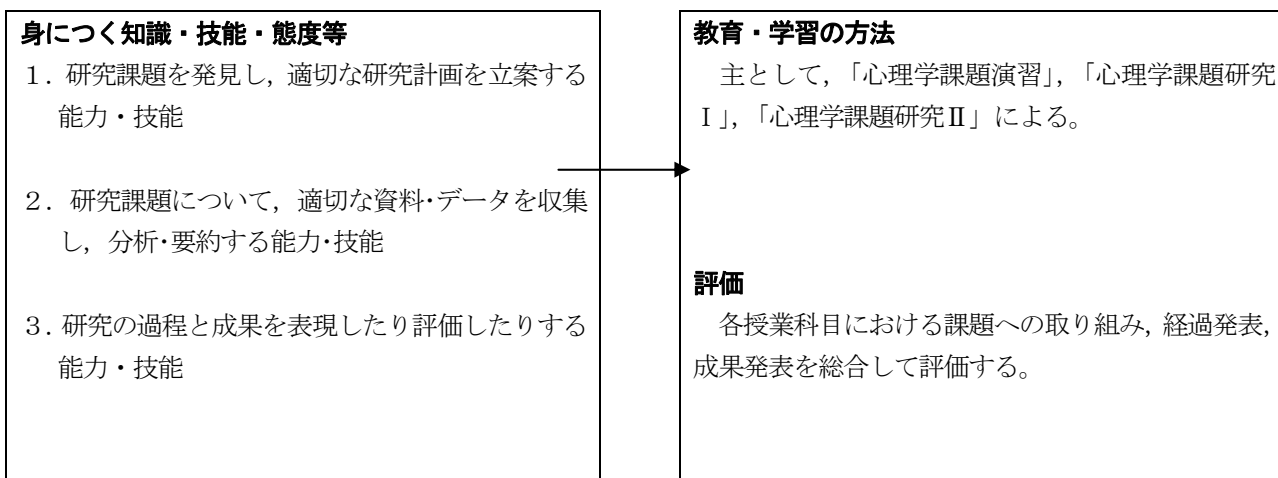 身につく知識・技能・態度等
１．研究課題を発見し，適切な研究計画を立案する
能力・技能
２．研究課題について，適切な資料・データを収集
し，分析・要約する能力・技能
３．研究の過程と成果を表現したり評価したりする
能力・技能
教育・学習の方法
主として，「心理学課題演習」，「心理学課題研究
Ⅰ」，「心理学課題研究Ⅱ」による。
評価
各授業科目における課題への取り組み，経過発表，
成果発表を総合して評価する。